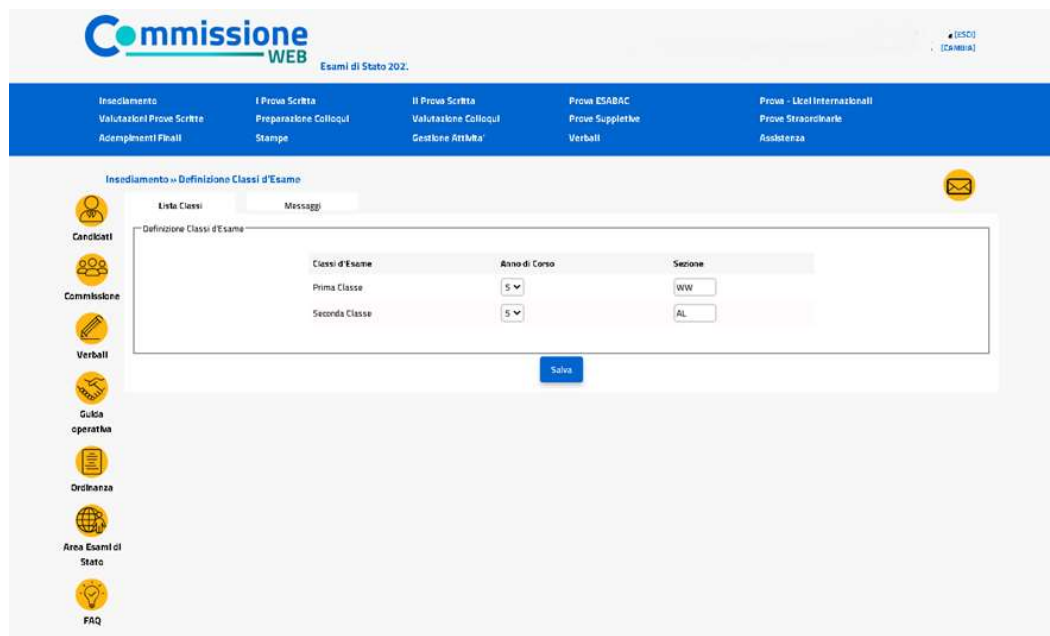 Commissione
WEB
Esami di Stato 202
[ESCI]
[CAMBIA]
Insediamento I Prova Scritta II Prova Scritta Prova ESABAC Prova - Licei Internazionali
Valutazioni Prove Scritte Preparazione Colloqui Valutazione Colloqui Prove Suppletive Prove Straordinarie
Adempimenti Finali Stampe Gestione Attivita' Verbali Assistenza
Insediamento » Definizione Classi d'Esame
Lista Classi Messaggi
Definizione Classi d'Esame
Classi d'Esame Anno di Corso Sezione
Prima Classe 5 WW
Seconda Classe 5 AL
Salva
Candidati
Commissione
Verbali
Guida
operativa
Ordinanza
Area Esami di
Stato
FAQ